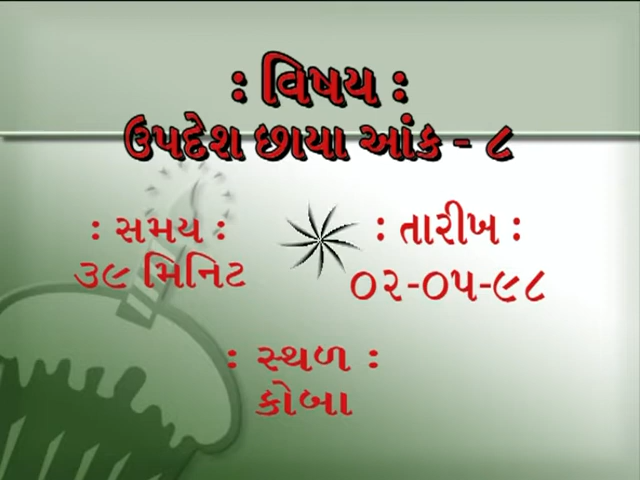 : વિષય :
ઉપદેશ છાયા આંક - ૮
: સમય :
૩૯ મિનિટ
: તારીખ :
૦૨-૦૫-૯૮
: સ્થળ :
કોબા